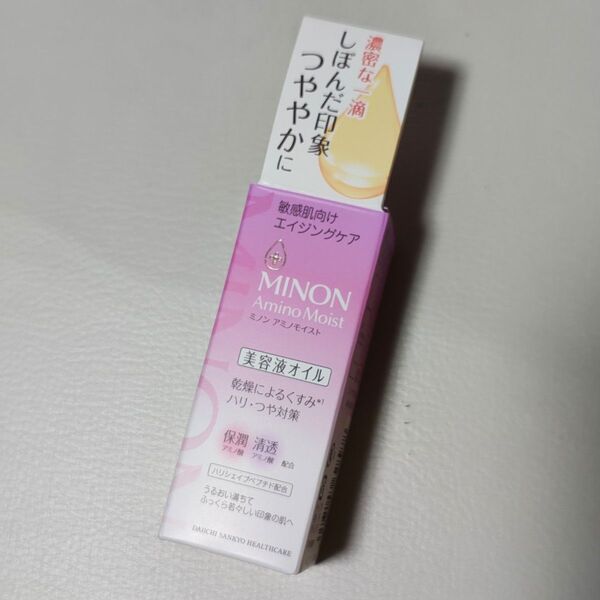 濃密な一滴
しぼんだ印象
つややかに
敏感肌向け
エイジングケア
MINON
Amino Moist
ミノン アミノモイスト
美容液オイル
乾燥によるくすみ*1
ハリ・つや対策
保潤 清透
アミノ酸 アミノ酸 配合
ハリシェイプペプチド配合
うるおい満ちて
ふっくら若々しい印象の肌へ
DAIICHI SANKYO HEALTHCARE